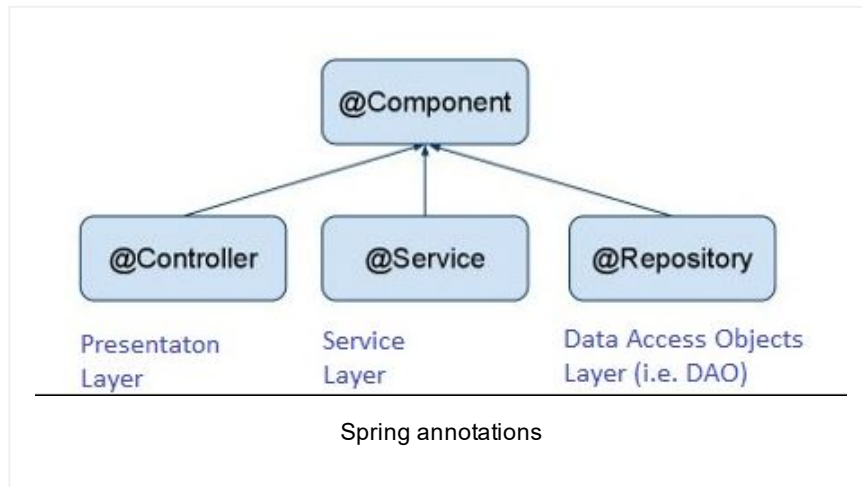 @Component
@Controller
@Service
@Repository
Presentaton
Layer
Service
Layer
Data Access Objects
Layer (i.e. DAO)
Spring annotations